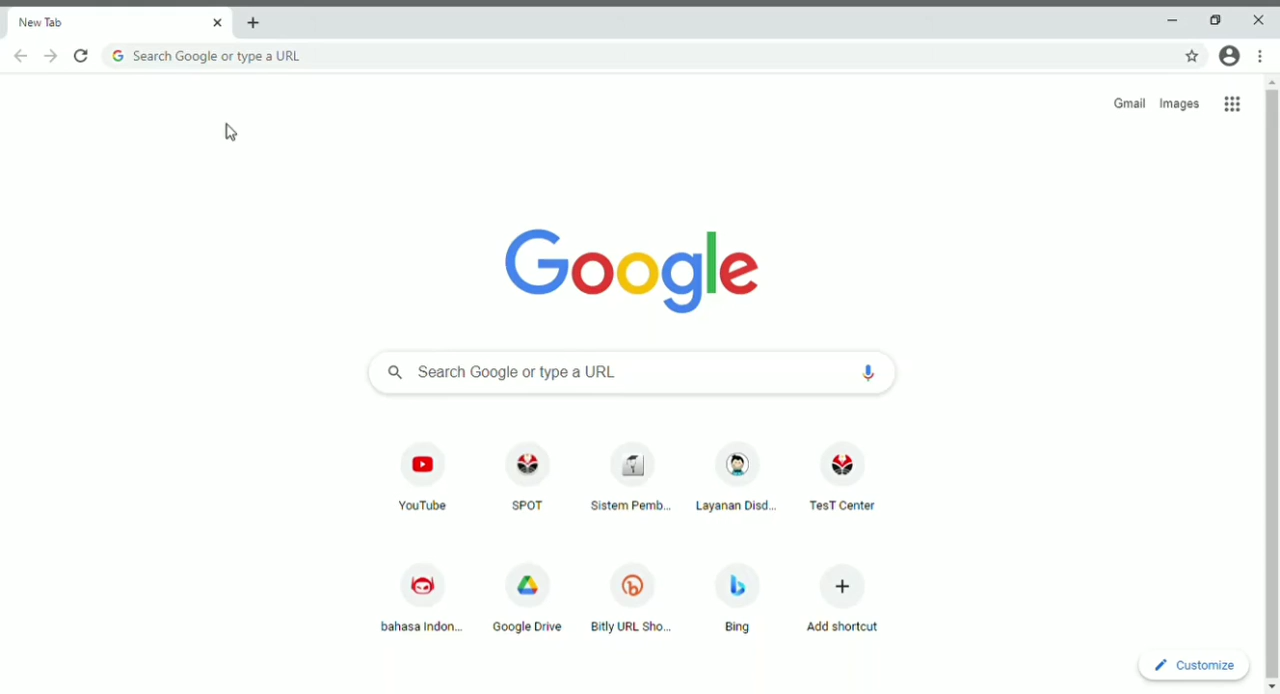 New Tab
Search Google or type a URL
Gmail Images
Google
Search Google or type a URL
YouTube SPOT Sistem Pemb... Layanan Disd... TesT Center
bahasa Indon... Google Drive Bitly URL Sho... Bing Add shortcut
Customize